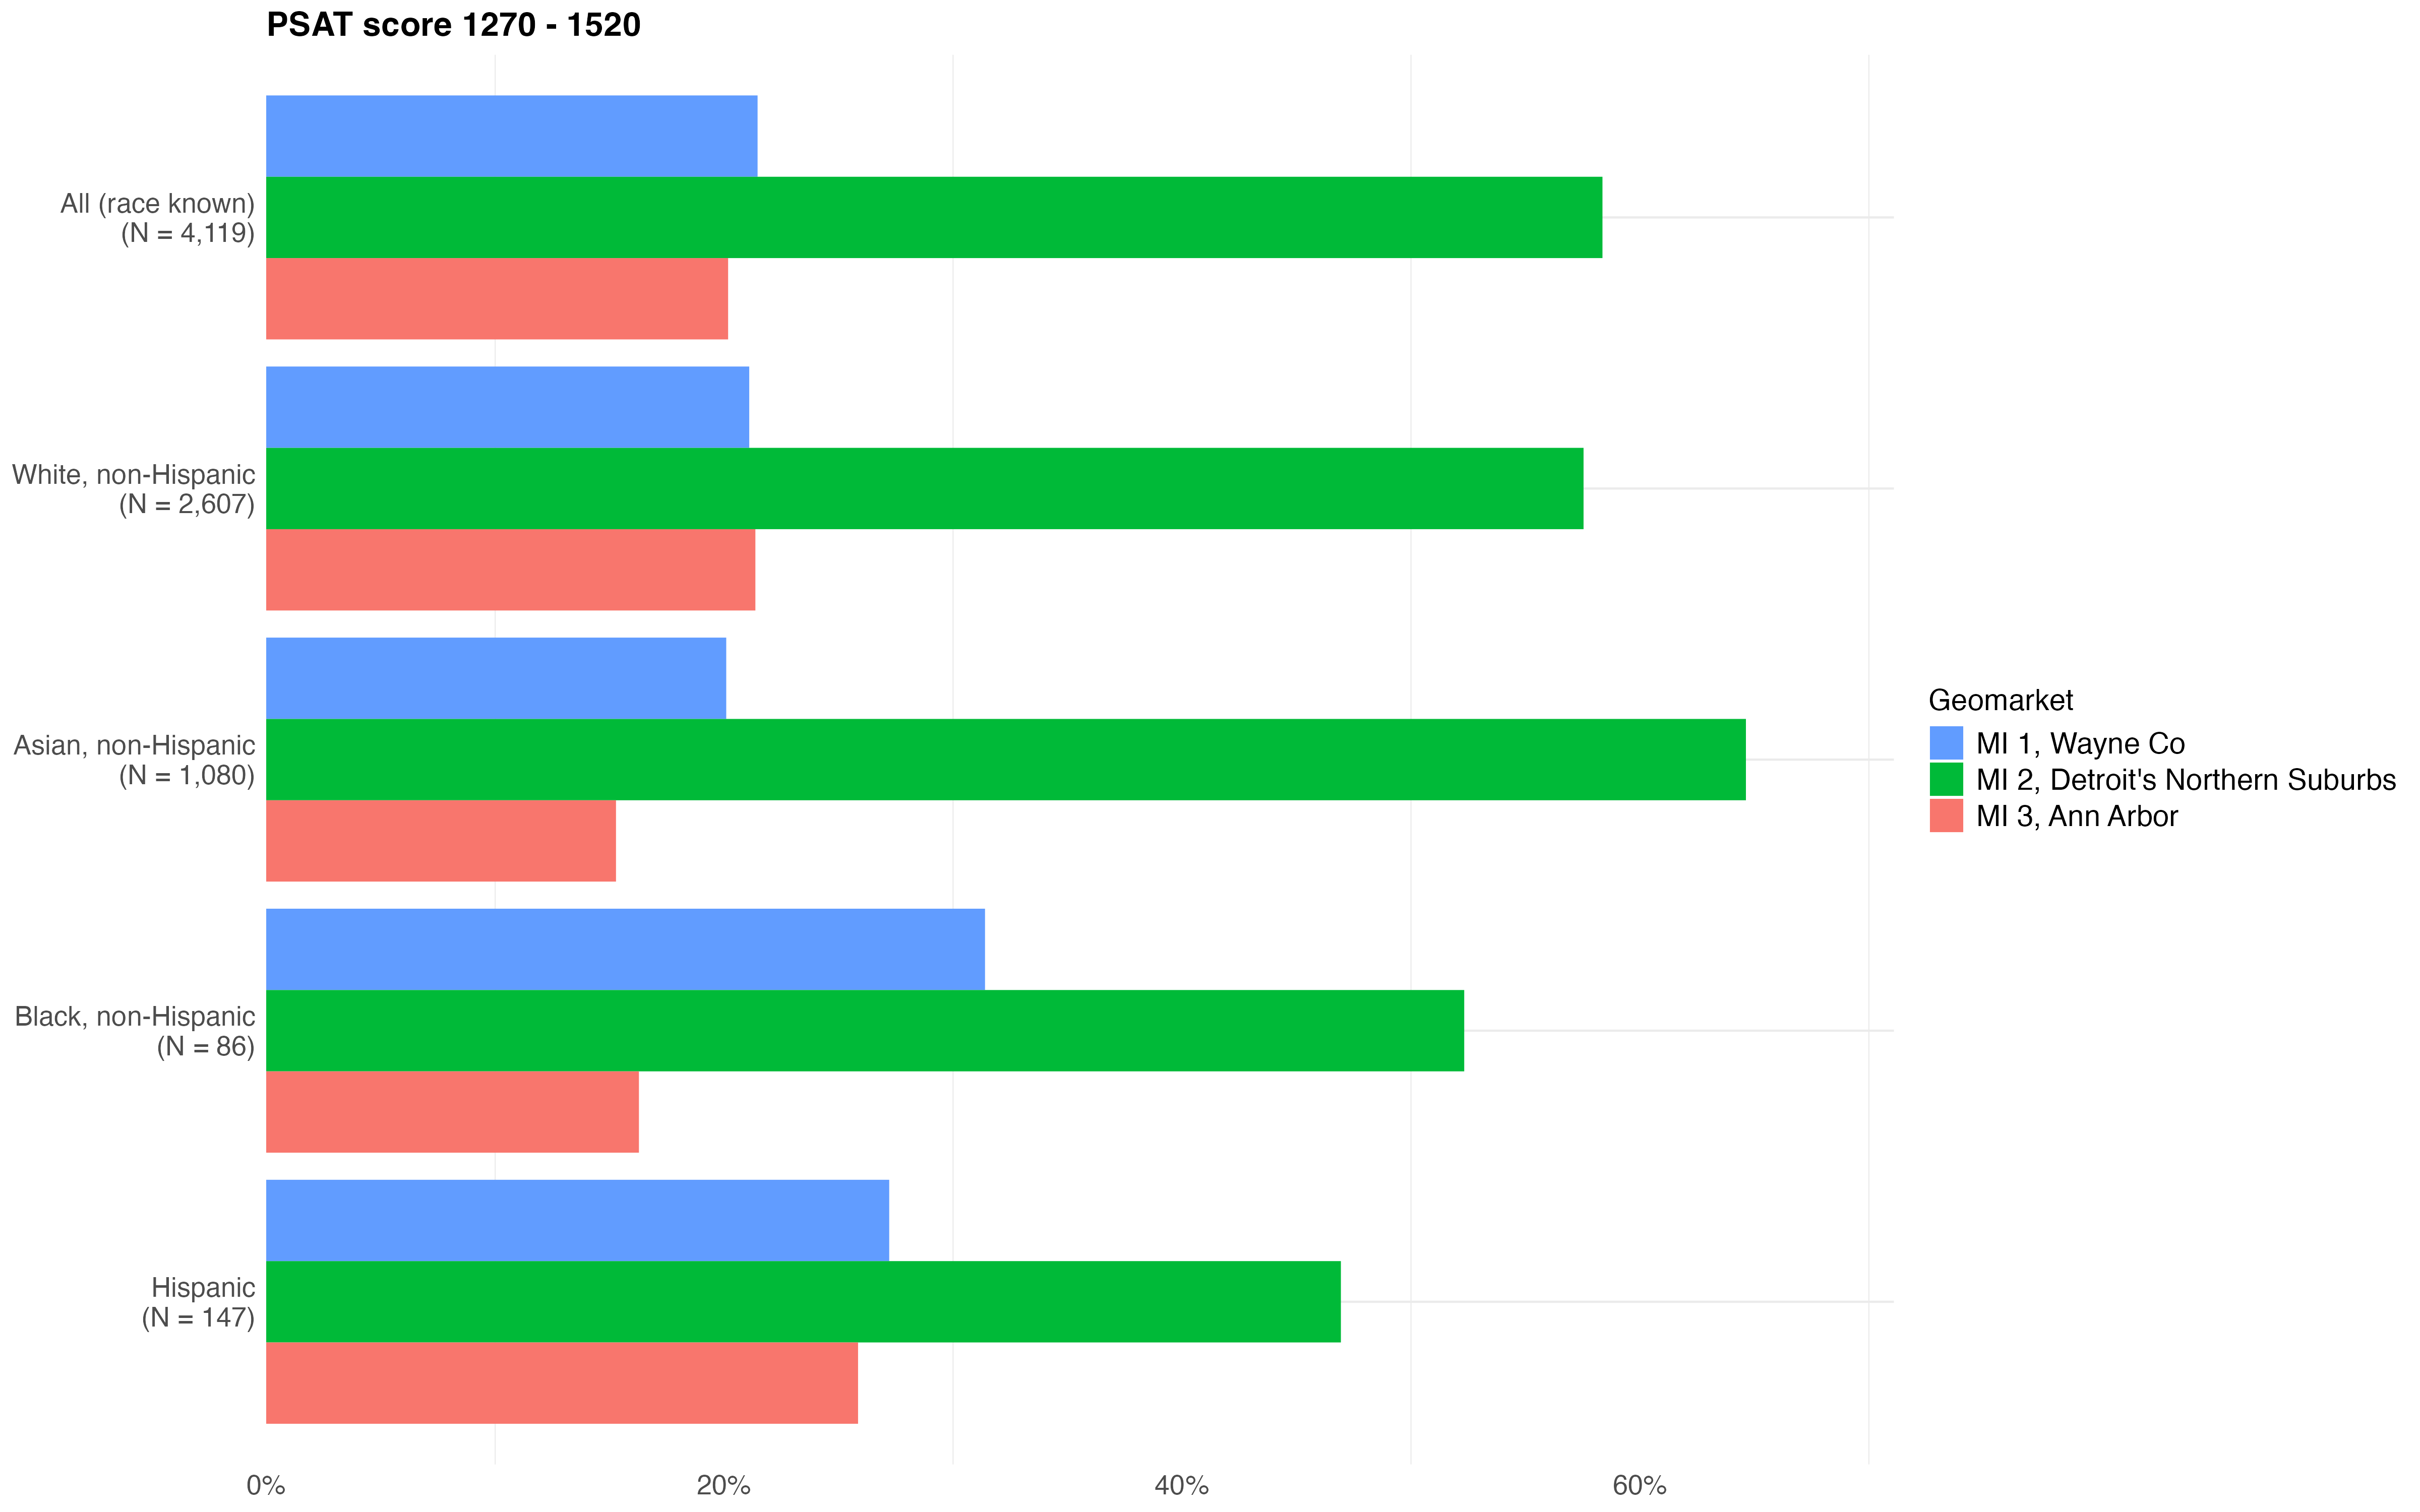 PSAT score 1270 - 1520
All (race known)
(N = 4,119)
White, non-Hispanic
(N = 2,607)
Asian, non-Hispanic
(N = 1,080)
Black, non-Hispanic
(N = 86)
Hispanic
(N = 147)
0%
20%
40%
60%
Geomarket
MI 1, Wayne Co
MI 2, Detroit's Northern Suburbs
MI 3, Ann Arbor